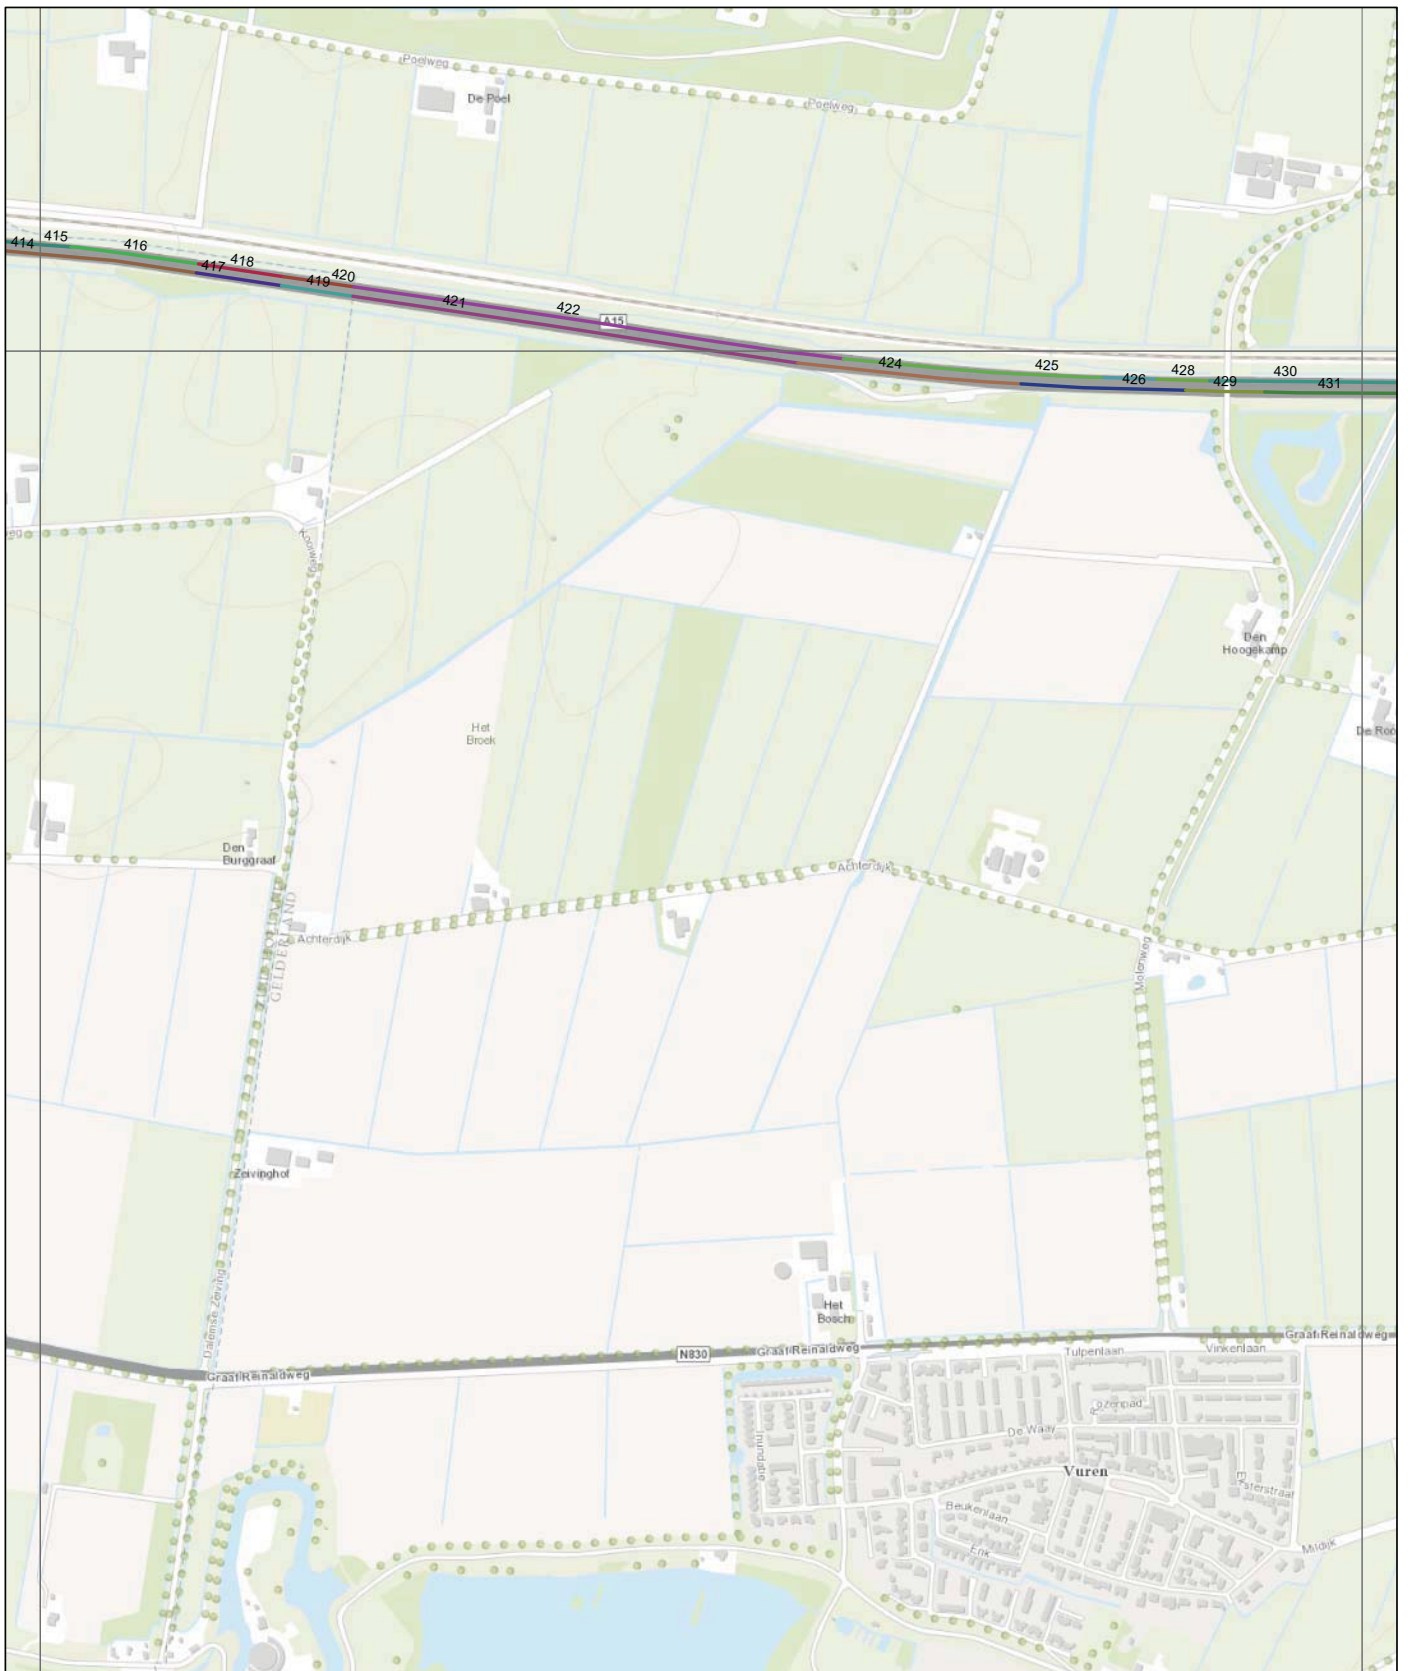 Poelweg
De Poel
Poelweg
414
415
416
417
418
419
420
421
422
A15
424
425
426
428
429
430
431
weg
Kooiweg
Den
Hoogekamp
De Roo
Het
Broek
Den
Burggraaf
Achterdijk
Achterdijk
ZUID-HOLLAND
GELDERLAND
Molenweg
Zeivinghof
Dalemse Zeiving
Het
Bosch
N830
Graaf Reinaldweg
Graaf Reinaldweg
Graaf Reinaldweg
Tulpenlaan
Vinkenlaan
Rozenpad
De Waay
Inundatie
Vuren
Eksterstraat
Beukenlaan
Enk
Mildijk